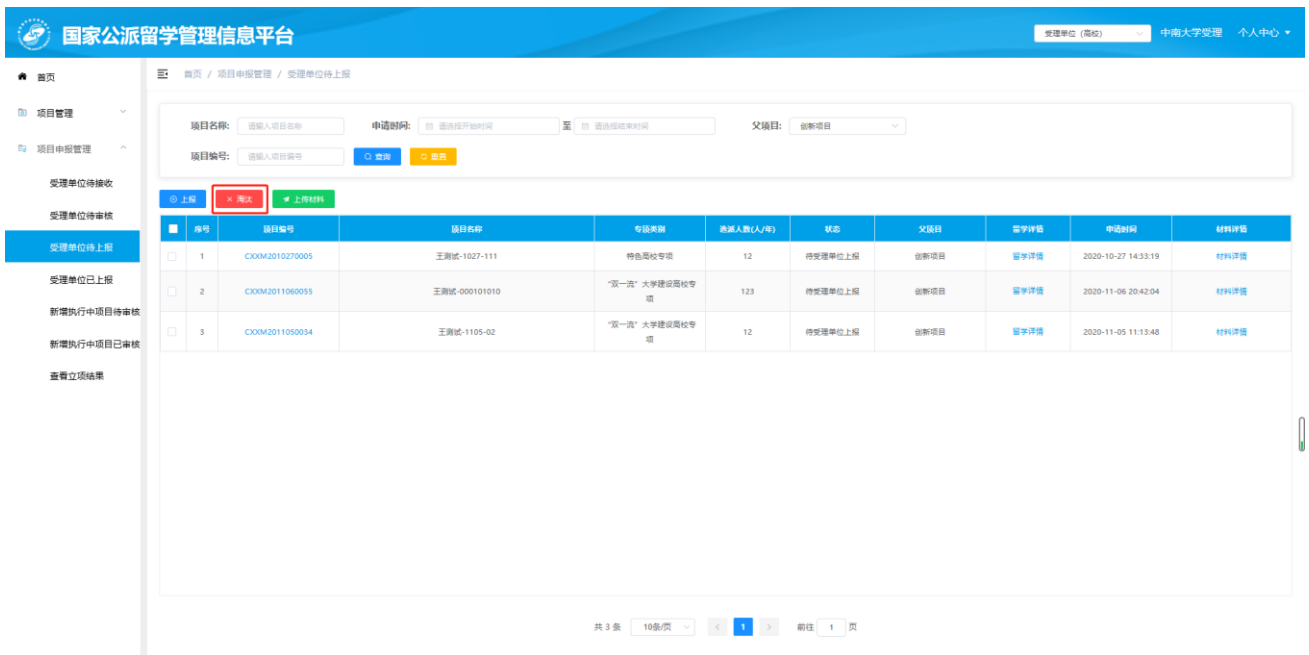 国家公派留学管理信息平台
受理单位 (高校) 中南大学受理 个人中心
首页
首页 / 项目申报管理 / 受理单位待上报
项目管理
项目申报管理
受理单位待接收
受理单位待审核
受理单位待上报
受理单位已上报
新增执行中项目待审核
新增执行中项目已审核
查看立项结果
项目名称: 请输入项目名称 申请时间: 请选择开始时间 至 请选择结束时间 父项目: 创新项目
项目编号: 请输入项目编号 查询 重置
上报 × 淘汰 上传材料
序号 项目编号 项目名称 专项类别 选派人数(人/年) 状态 父项目 留学详情 申请时间 材料详情
1 CXXM2010270005 王测试-1027-111 特色高校专项 12 待受理单位上报 创新项目 留学详情 2020-10-27 14:33:19 材料详情
2 CXXM2011060055 王测试-000101010 “双一流”大学建设高校专项 123 待受理单位上报 创新项目 留学详情 2020-11-06 20:42:04 材料详情
3 CXXM2011050034 王测试-1105-02 “双一流”大学建设高校专项 12 待受理单位上报 创新项目 留学详情 2020-11-05 11:13:48 材料详情
共 3 条 10条/页 < 1 > 前往 1 页